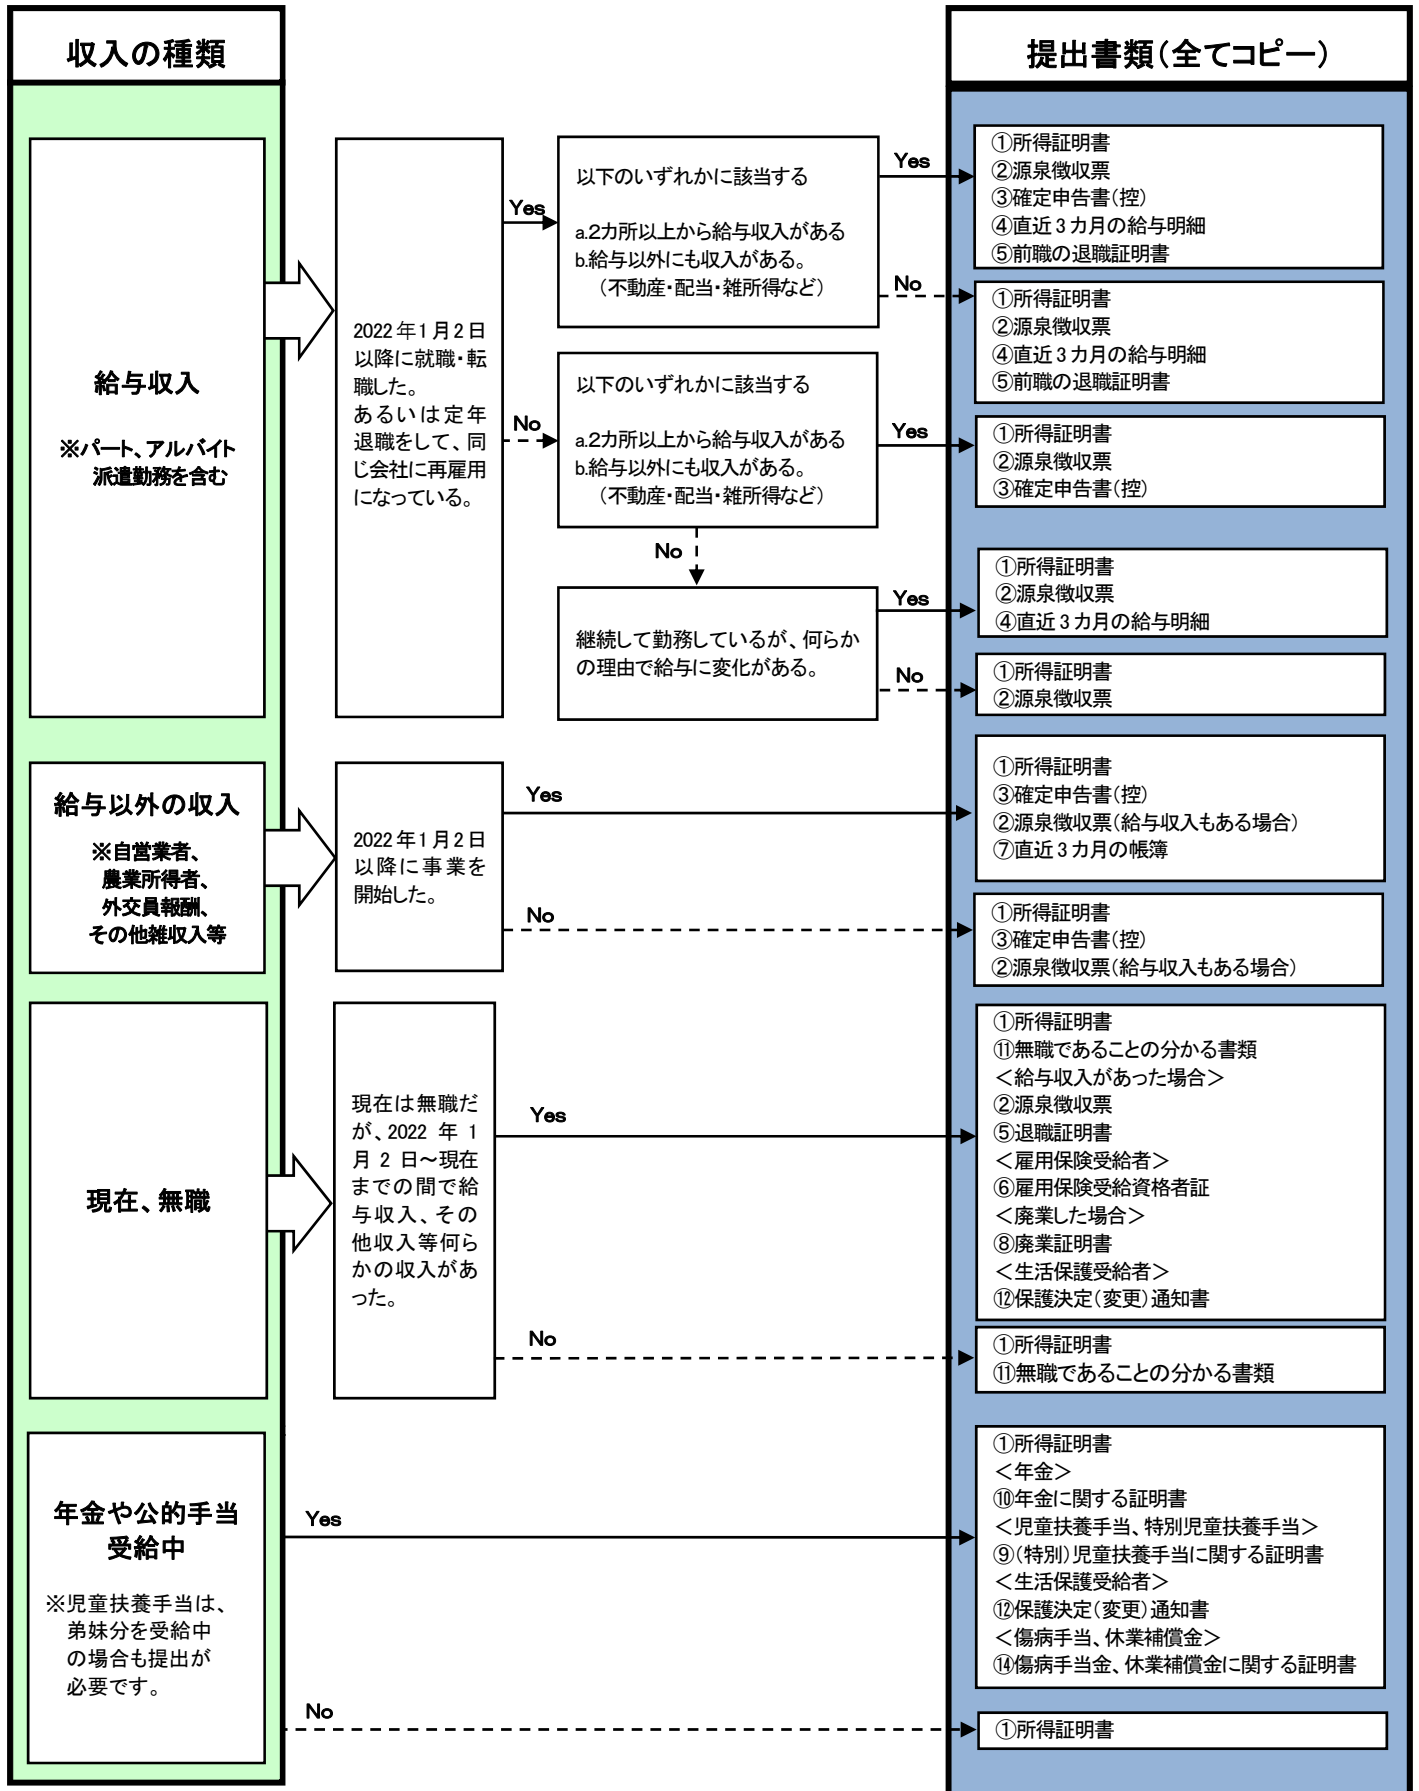 収入の種類
提出書類(全てコピー)
給与収入
※パート、アルバイト
派遣勤務を含む
2022年1月2日
以降に就職・転
職した。
あるいは定年
退職をして、同
じ会社に再雇用
になっている。
Yes
以下のいずれかに該当する
a.2カ所以上から給与収入がある
b.給与以外にも収入がある。
(不動産・配当・雑所得など)
Yes
①所得証明書
②源泉徴収票
③確定申告書(控)
④直近3カ月の給与明細
⑤前職の退職証明書
No
①所得証明書
②源泉徴収票
④直近3カ月の給与明細
⑤前職の退職証明書
No
以下のいずれかに該当する
a.2カ所以上から給与収入がある
b.給与以外にも収入がある。
(不動産・配当・雑所得など)
Yes
①所得証明書
②源泉徴収票
③確定申告書(控)
No
継続して勤務しているが、何らか
の理由で給与に変化がある。
Yes
①所得証明書
②源泉徴収票
④直近3カ月の給与明細
No
①所得証明書
②源泉徴収票
給与以外の収入
※自営業者、
農業所得者、
外交員報酬、
その他雑収入等
2022年1月2日
以降に事業を
開始した。
Yes
①所得証明書
③確定申告書(控)
②源泉徴収票(給与収入もある場合)
⑦直近3カ月の帳簿
No
①所得証明書
③確定申告書(控)
②源泉徴収票(給与収入もある場合)
現在、無職
現在は無職だ
が、2022年1
月2日~現在
までの間で給
与収入、その
他収入等何ら
かの収入があ
った。
Yes
①所得証明書
⑪無職であることの分かる書類
<給与収入があった場合>
②源泉徴収票
⑤退職証明書
<雇用保険受給者>
⑥雇用保険受給資格者証
<廃業した場合>
⑧廃業証明書
<生活保護受給者>
⑫保護決定(変更)通知書
No
①所得証明書
⑪無職であることの分かる書類
年金や公的手当
受給中
※児童扶養手当は、
弟妹分を受給中
の場合も提出が
必要です。
Yes
①所得証明書
<年金>
⑩年金に関する証明書
<児童扶養手当、特別児童扶養手当>
⑨(特別)児童扶養手当に関する証明書
<生活保護受給者>
⑫保護決定(変更)通知書
<傷病手当、休業補償金>
⑭傷病手当金、休業補償金に関する証明書
No
①所得証明書